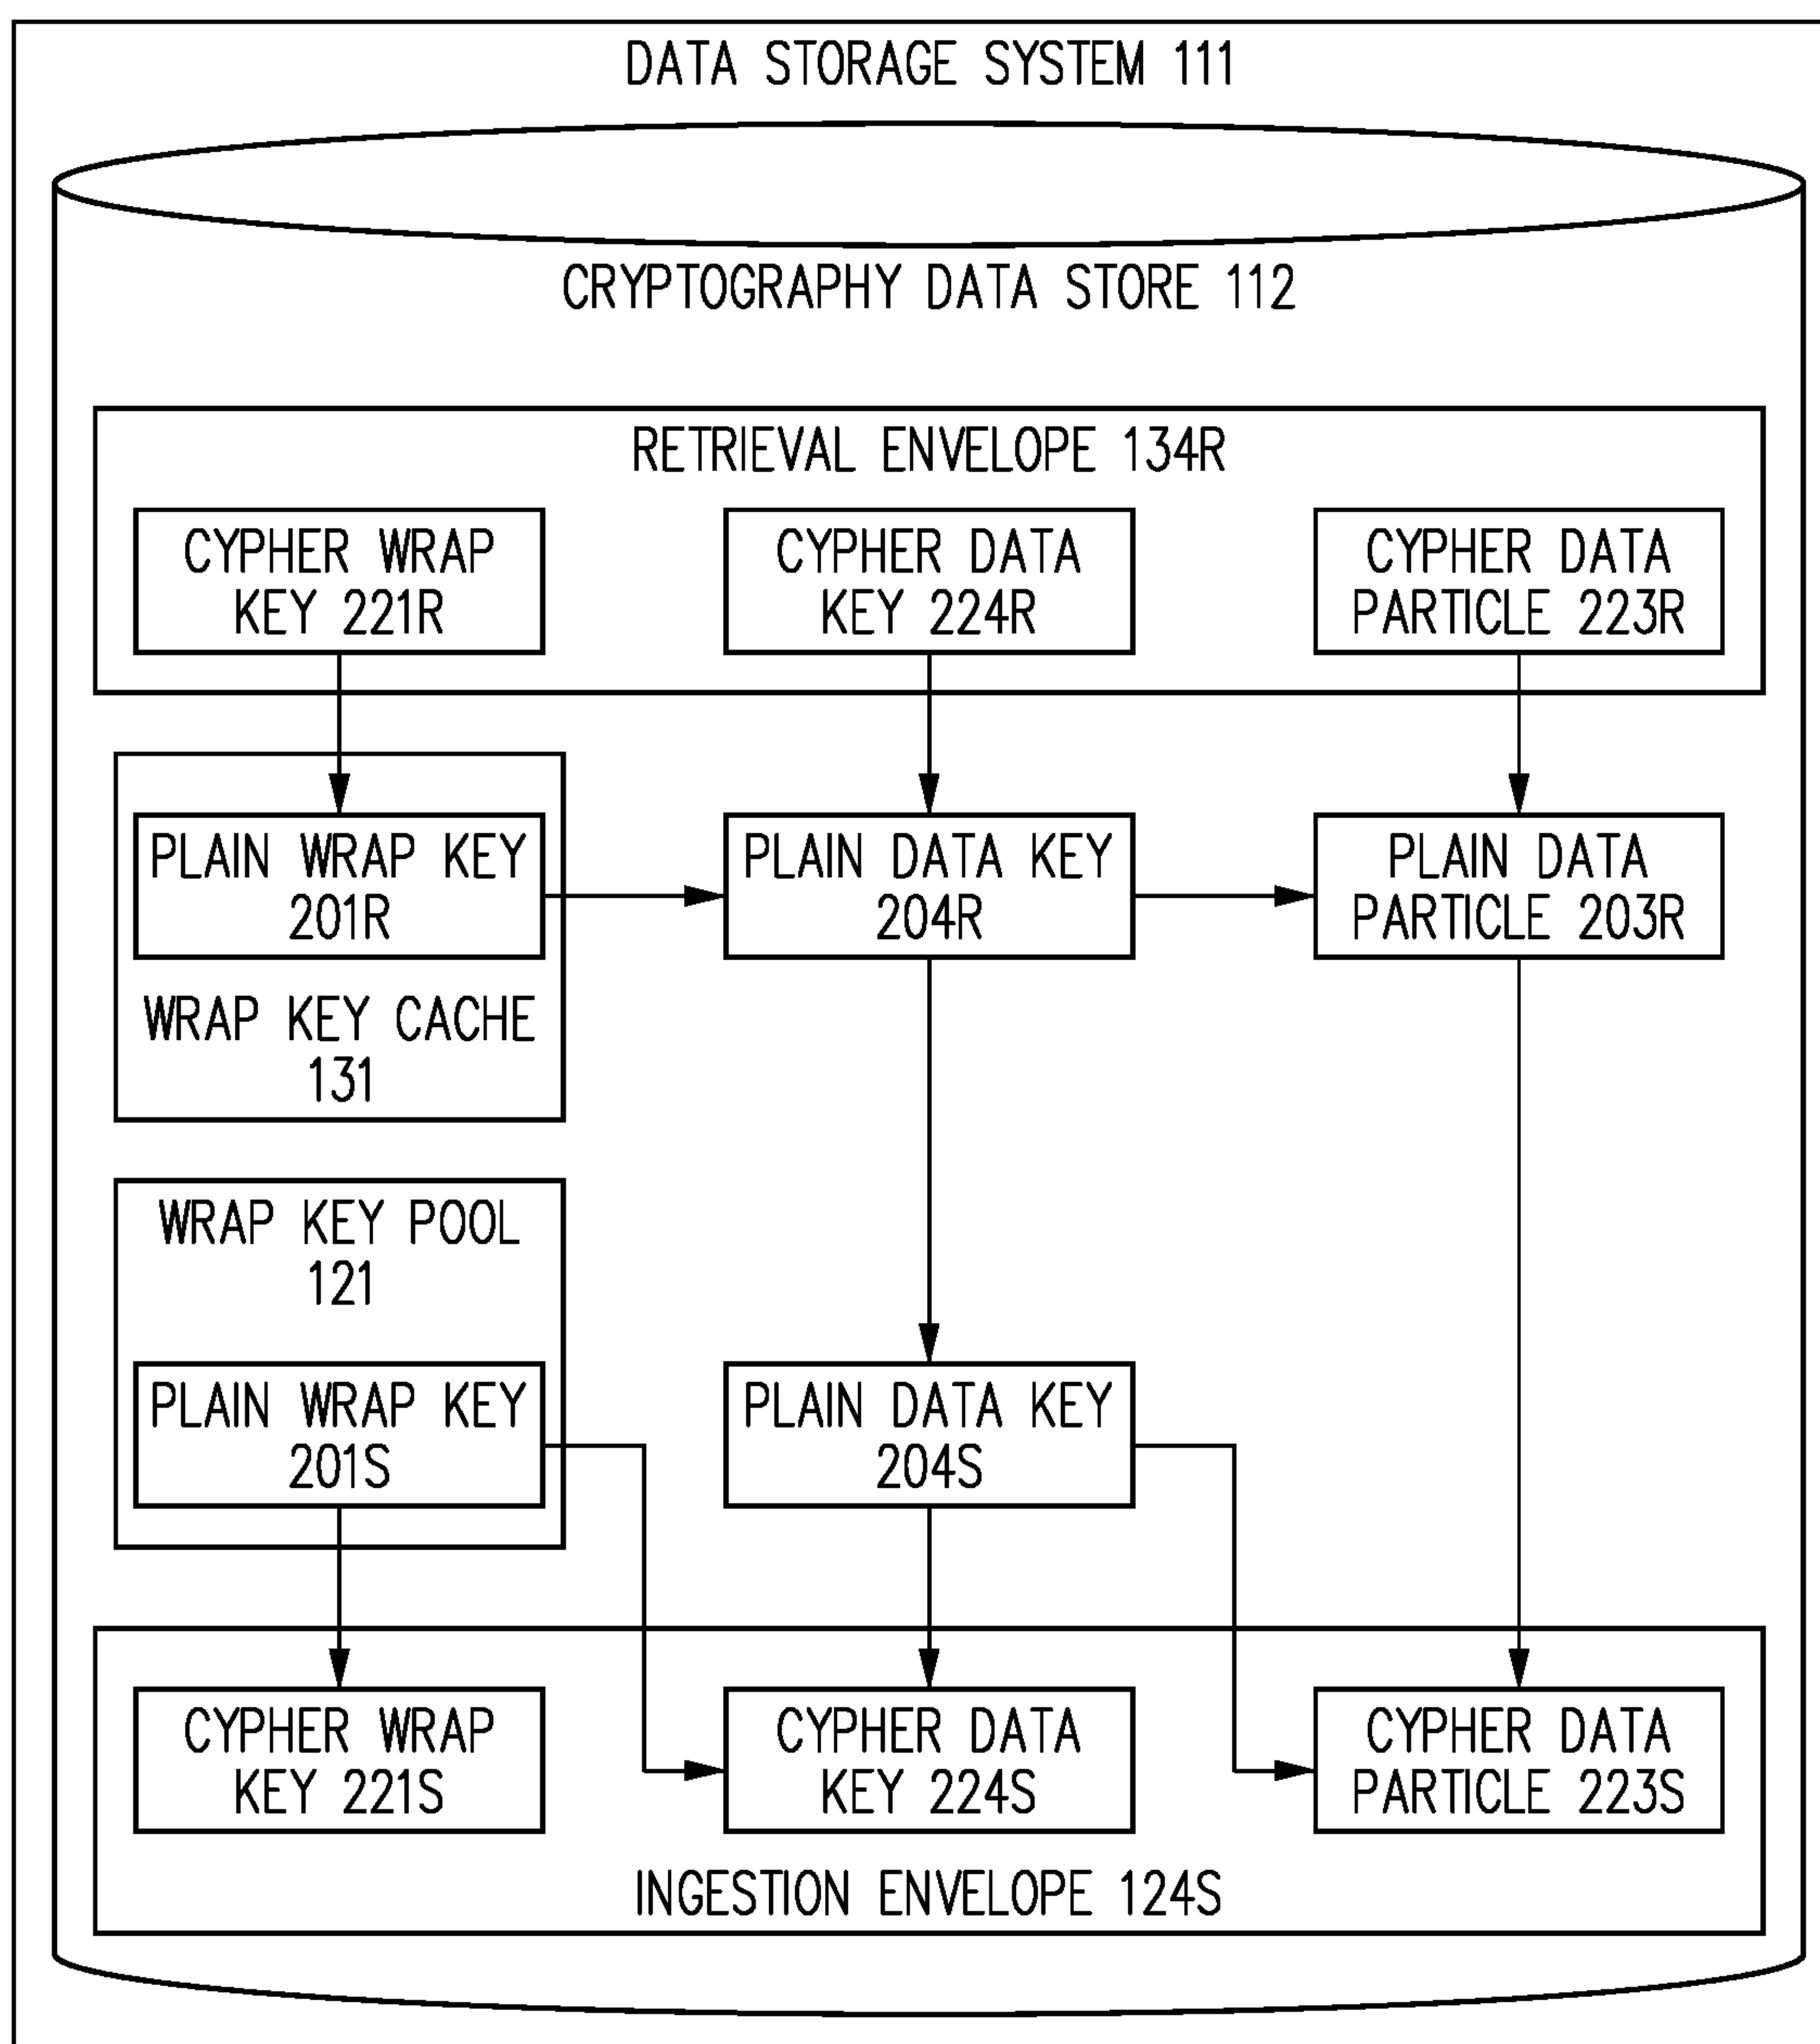 DATA STORAGE SYSTEM 111
CRYPTOGRAPHY DATA STORE 112
RETRIEVAL ENVELOPE 134R
CYPHER WRAP
KEY 221R
CYPHER DATA
KEY 224R
CYPHER DATA
PARTICLE 223R
PLAIN WRAP KEY
201R
PLAIN DATA KEY
204R
PLAIN DATA
PARTICLE 203R
WRAP KEY CACHE
131
WRAP KEY POOL
121
PLAIN WRAP KEY
201S
PLAIN DATA KEY
204S
CYPHER WRAP
KEY 221S
CYPHER DATA
KEY 224S
CYPHER DATA
PARTICLE 223S
INGESTION ENVELOPE 124S